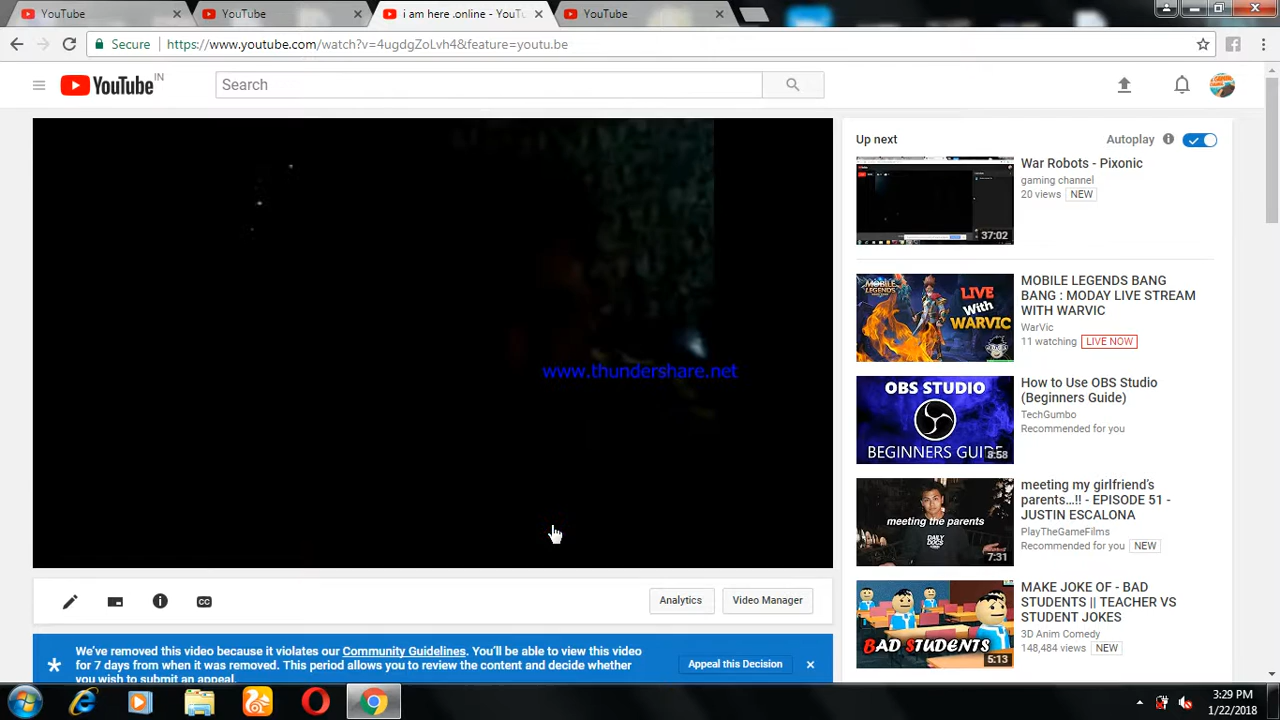 YouTube
YouTube
i am here .online - YouTu
YouTube
Secure
https://www.youtube.com/watch?v=4ugdgZoLvh4&feature=youtu.be
YouTube IN
Search
www.thundershare.net
Analytics
Video Manager
We've removed this video because it violates our Community Guidelines. You'll be able to view this video
for 7 days from when it was removed. This period allows you to review the content and decide whether
you wish to submit an appeal.
Appeal this Decision
Up next
Autoplay
37:02
War Robots - Pixonic
gaming channel
20 views NEW
MOBILE LEGENDS
LIVE
With
WARVIC
MOBILE LEGENDS BANG
BANG : MODAY LIVE STREAM
WITH WARVIC
WarVic
11 watching LIVE NOW
OBS STUDIO
BEGINNERS GUIDE
8:58
How to Use OBS Studio
(Beginners Guide)
TechGumbo
Recommended for you
meeting the parents
DAILY
DOCS
7:31
meeting my girlfriend's
parents...!! - EPISODE 51 -
JUSTIN ESCALONA
PlayTheGameFilms
Recommended for you NEW
BAD STUDENTS
5:13
MAKE JOKE OF - BAD
STUDENTS || TEACHER VS
STUDENT JOKES
3D Anim Comedy
148,484 views NEW
3:29 PM
1/22/2018